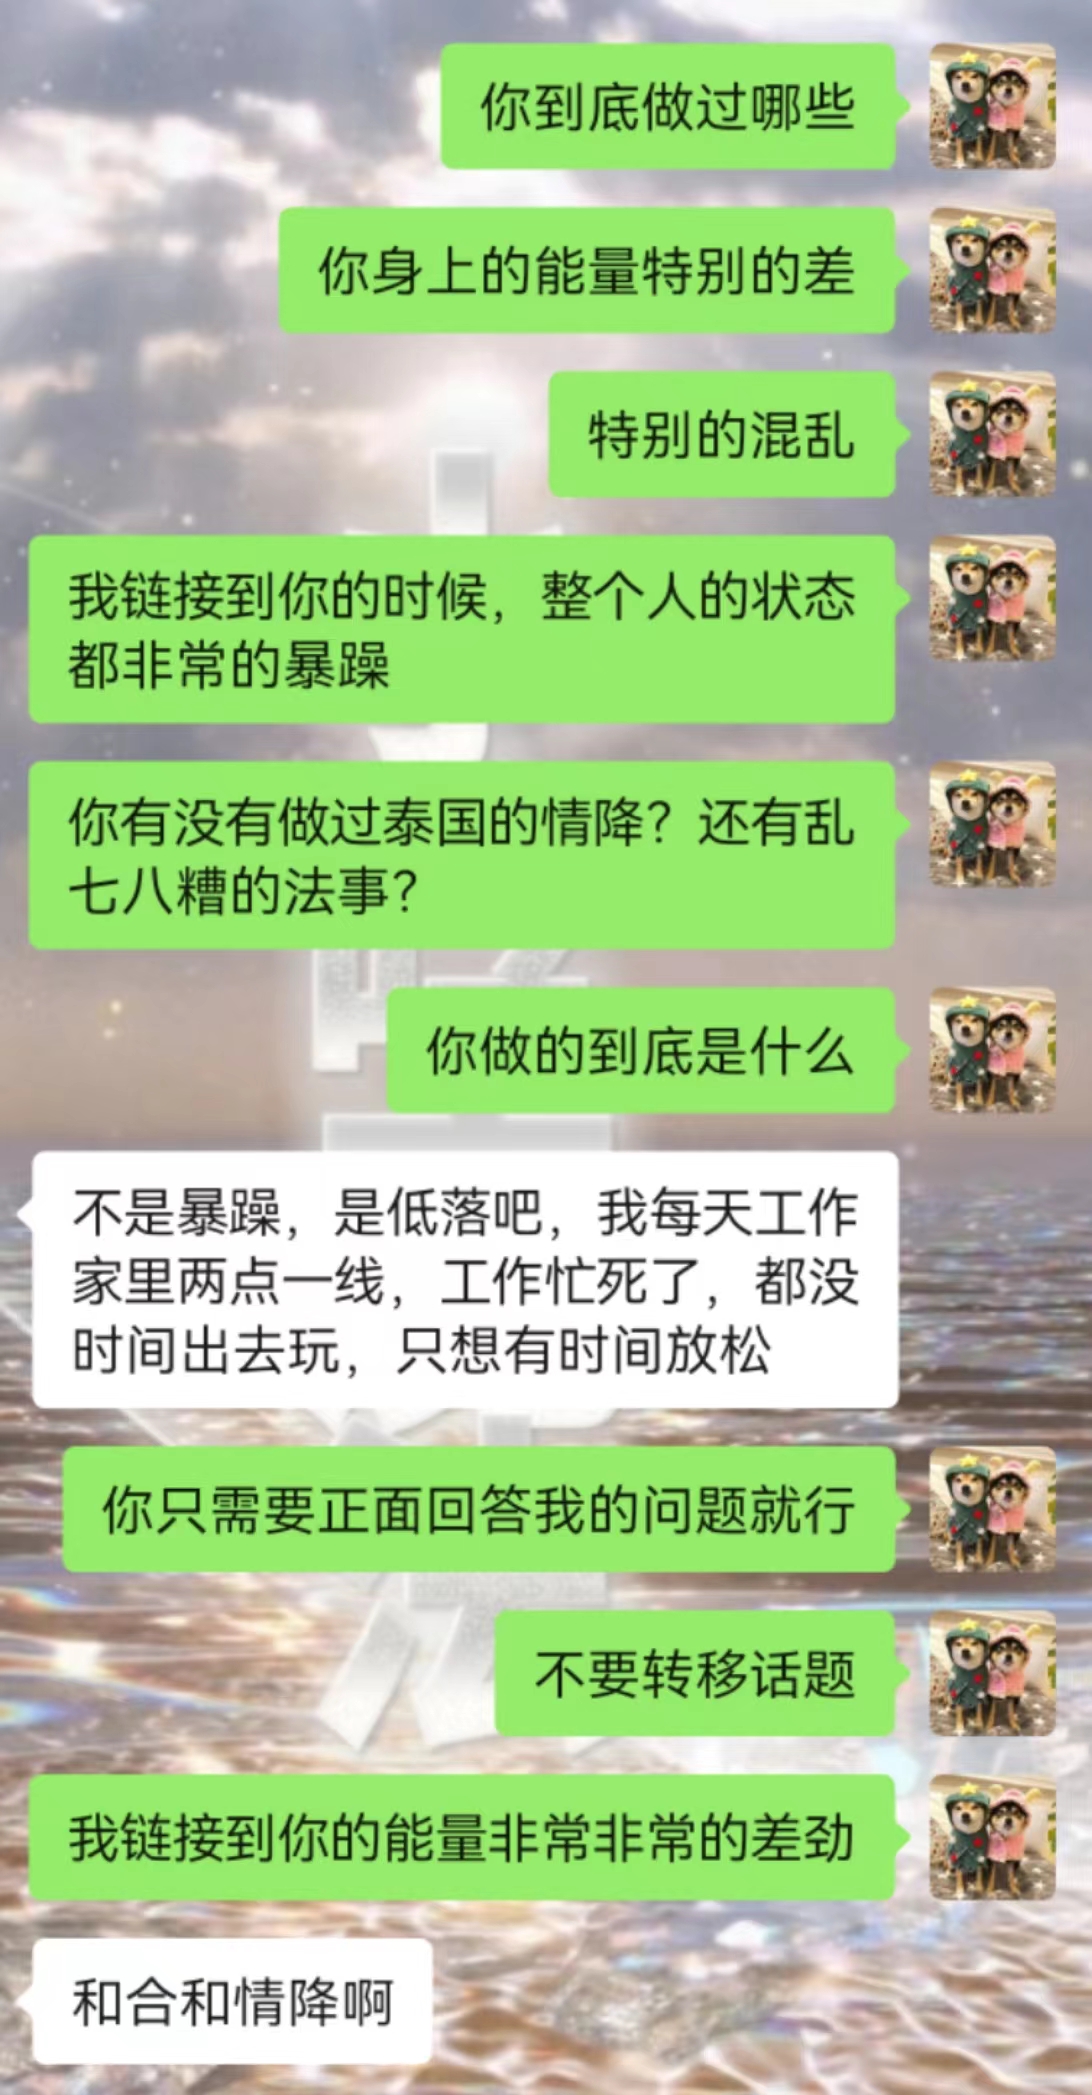 你到底做过哪些
你身上的能量特别的差
特别的混乱
我链接到你的时候，整个人的状态
都非常的暴躁
你有没有做过泰国的情降？还有乱
七八糟的法事？
你做的到底是什么
不是暴躁，是低落吧，我每天工作
家里两点一线，工作忙死了，都没
时间出去玩，只想有时间放松
你只需要正面回答我的问题就行
不要转移话题
我链接到你的能量非常非常的差劲
和合和情降啊